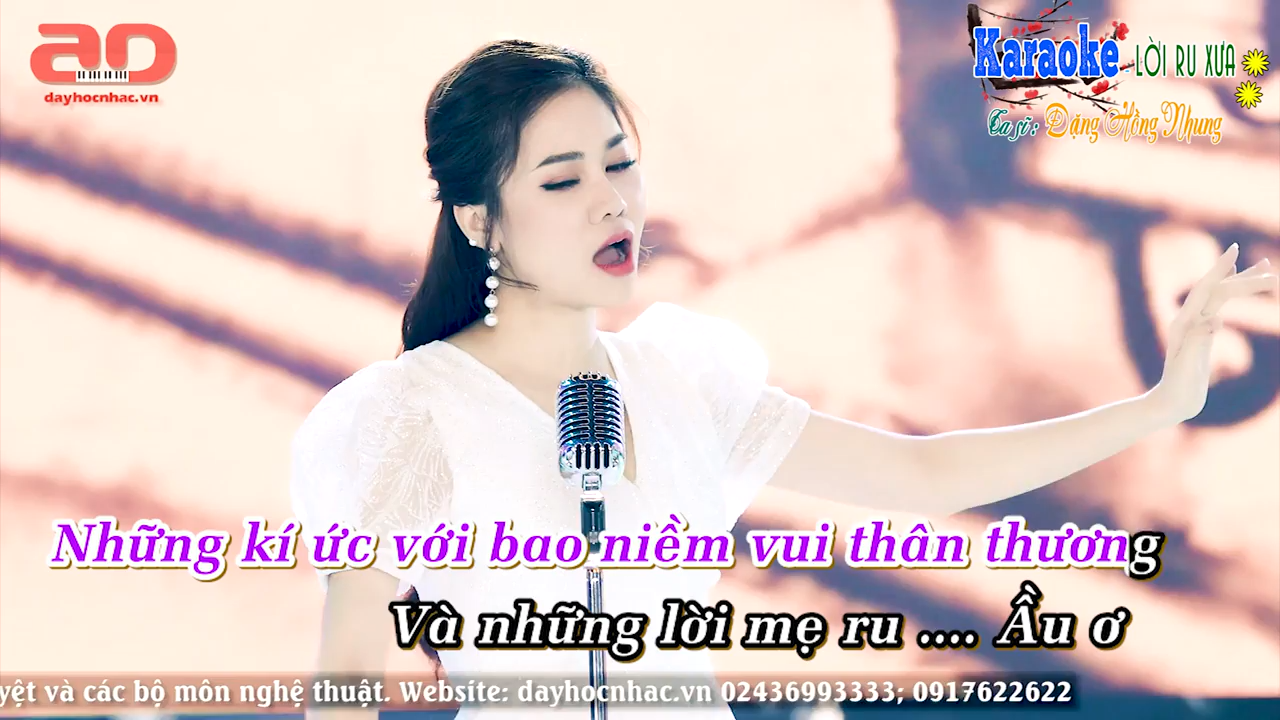 an
dayhocnhac.vn
Karaoke - LỜI RU XƯA
Ca sĩ : Đặng Hồng Nhung
Những kí ức với bao niềm vui thân thương
Và những lời mẹ ru .... Ầu ơ
yệt và các bộ môn nghệ thuật. Website: dayhocnhac.vn 02436993333; 0917622622